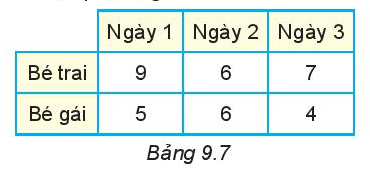 Ngày 1 Ngày 2 Ngày 3
Bé trai 9 6 7
Bé gái 5 6 4
Bảng 9.7